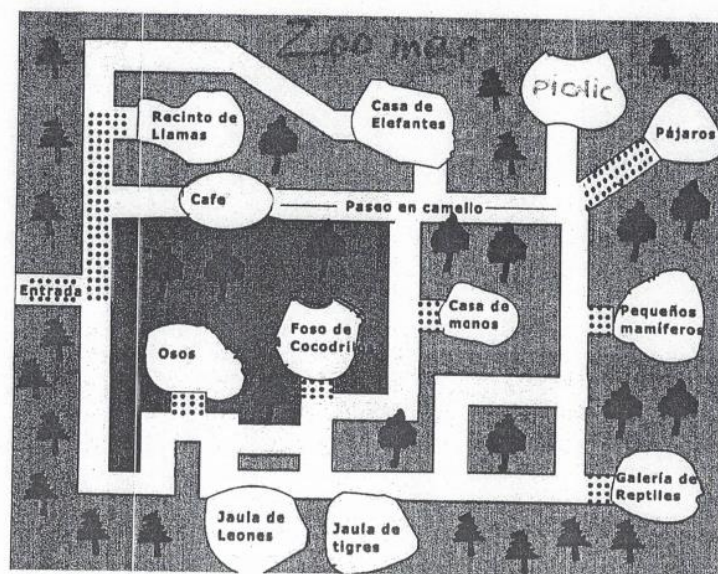 Zoo map
PICNIC
Recinto de
Llamas
Casa de
Elefantes
Pájaros
Cafe
Paseo en camello
Entrada
Casa de
monos
Pequeños
mamíferos
Foso de
Cocodrilo
Osos
Galería de
Reptiles
Jaula de
Leones
Jaula de
tigres